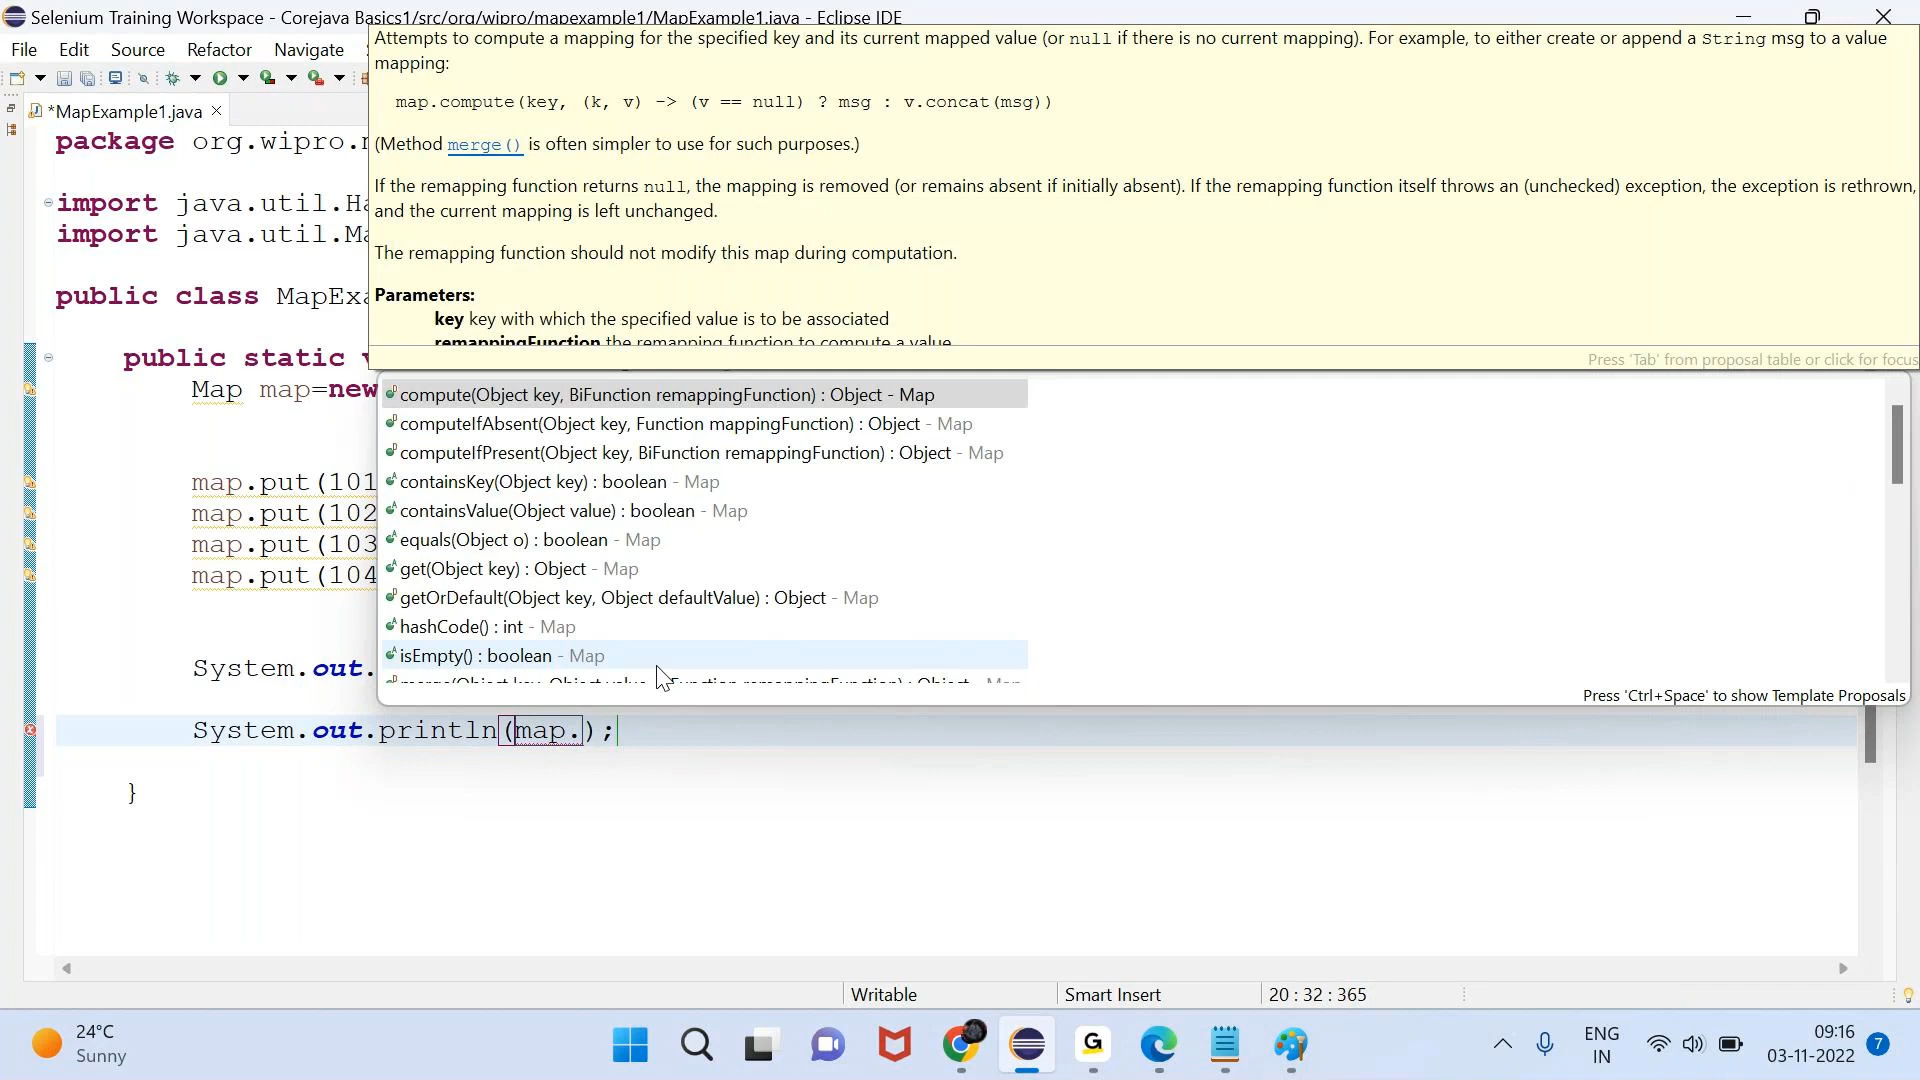 Selenium Training Workspace - Corejava Basics1/src/org/wipro/mapexample1/MapExample1.java - Eclipse IDE
File Edit Source Refactor Navigate
*MapExample1.java
Attempts to compute a mapping for the specified key and its current mapped value (or null if there is no current mapping). For example, to either create or append a String msg to a value
mapping:
map.compute(key, (k, v) -> (v == null) ? msg : v.concat(msg))
(Method merge() is often simpler to use for such purposes.)
If the remapping function returns null, the mapping is removed (or remains absent if initially absent). If the remapping function itself throws an (unchecked) exception, the exception is rethrown,
and the current mapping is left unchanged.
The remapping function should not modify this map during computation.
Parameters:
key key with which the specified value is to be associated
remappingFunction the remapping function to compute a value
Press 'Tab' from proposal table or click for focus
package org.wipro.
import java.util.Ha
import java.util.Ma
public class MapExa
public static v
Map map=new
map.put(101
map.put(102
map.put(103
map.put(104
System.out.
System.out.println(map.);
}
compute(Object key, BiFunction remappingFunction) : Object - Map
computeIfAbsent(Object key, Function mappingFunction) : Object - Map
computeIfPresent(Object key, BiFunction remappingFunction) : Object - Map
containsKey(Object key) : boolean - Map
containsValue(Object value) : boolean - Map
equals(Object o) : boolean - Map
get(Object key) : Object - Map
getOrDefault(Object key, Object defaultValue) : Object - Map
hashCode() : int - Map
isEmpty() : boolean - Map
Press 'Ctrl+Space' to show Template Proposals
Writable Smart Insert 20 : 32 : 365
24°C
Sunny
ENG
IN
09:16
03-11-2022
7